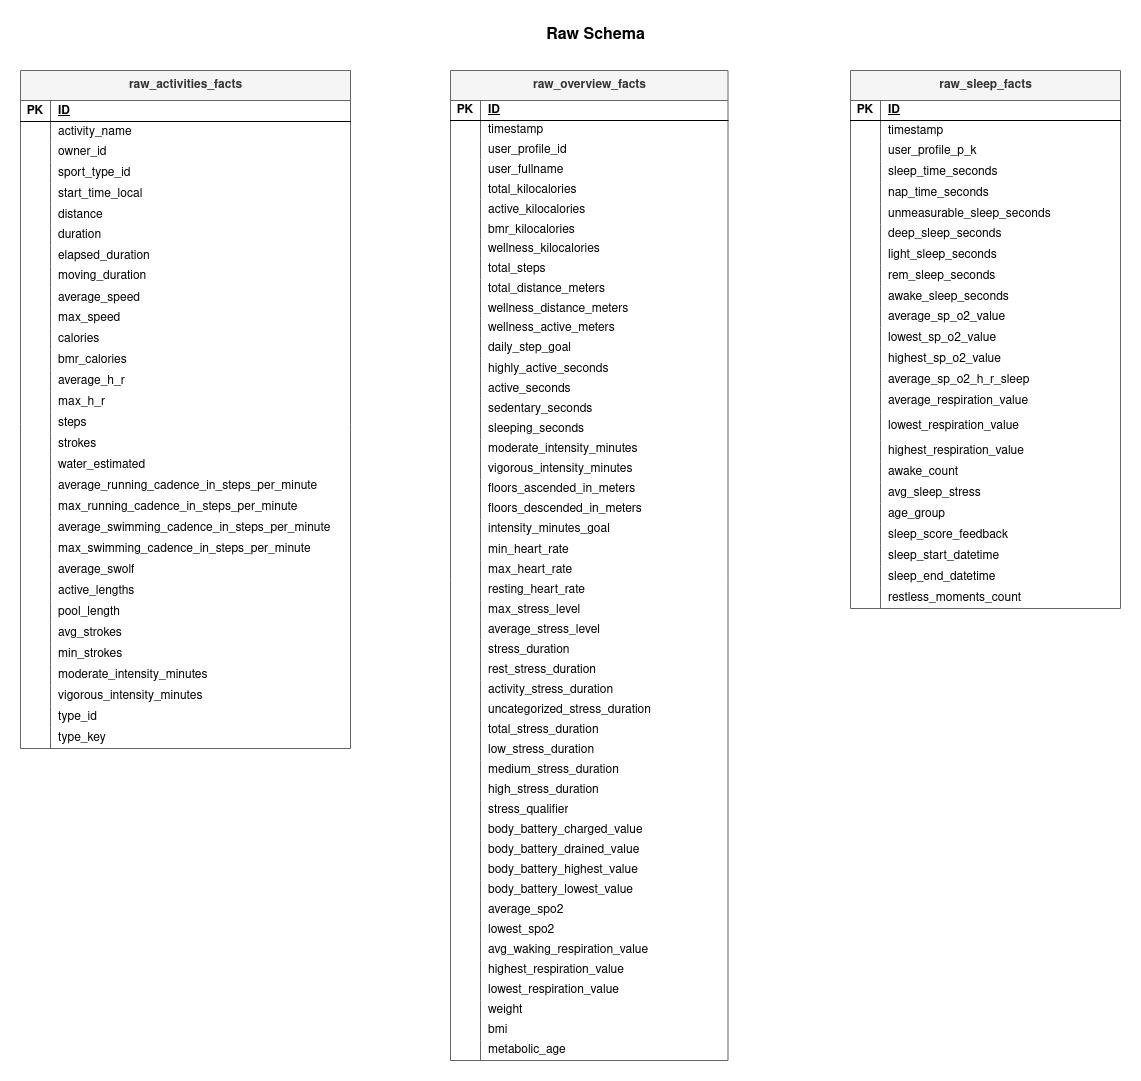 Raw Schema
raw_activities_facts
PK ID
activity_name
owner_id
sport_type_id
start_time_local
distance
duration
elapsed_duration
moving_duration
average_speed
max_speed
calories
bmr_calories
average_h_r
max_h_r
steps
strokes
water_estimated
average_running_cadence_in_steps_per_minute
max_running_cadence_in_steps_per_minute
average_swimming_cadence_in_steps_per_minute
max_swimming_cadence_in_steps_per_minute
average_swolf
active_lengths
pool_length
avg_strokes
min_strokes
moderate_intensity_minutes
vigorous_intensity_minutes
type_id
type_key
raw_overview_facts
PK ID
timestamp
user_profile_id
user_fullname
total_kilocalories
active_kilocalories
bmr_kilocalories
wellness_kilocalories
total_steps
total_distance_meters
wellness_distance_meters
wellness_active_meters
daily_step_goal
highly_active_seconds
active_seconds
sedentary_seconds
sleeping_seconds
moderate_intensity_minutes
vigorous_intensity_minutes
floors_ascended_in_meters
floors_descended_in_meters
intensity_minutes_goal
min_heart_rate
max_heart_rate
resting_heart_rate
max_stress_level
average_stress_level
stress_duration
rest_stress_duration
activity_stress_duration
uncategorized_stress_duration
total_stress_duration
low_stress_duration
medium_stress_duration
high_stress_duration
stress_qualifier
body_battery_charged_value
body_battery_drained_value
body_battery_highest_value
body_battery_lowest_value
average_spo2
lowest_spo2
avg_waking_respiration_value
highest_respiration_value
lowest_respiration_value
weight
bmi
metabolic_age
raw_sleep_facts
PK ID
timestamp
user_profile_p_k
sleep_time_seconds
nap_time_seconds
unmeasurable_sleep_seconds
deep_sleep_seconds
light_sleep_seconds
rem_sleep_seconds
awake_sleep_seconds
average_sp_o2_value
lowest_sp_o2_value
highest_sp_o2_value
average_sp_o2_h_r_sleep
average_respiration_value
lowest_respiration_value
highest_respiration_value
awake_count
avg_sleep_stress
age_group
sleep_score_feedback
sleep_start_datetime
sleep_end_datetime
restless_moments_count